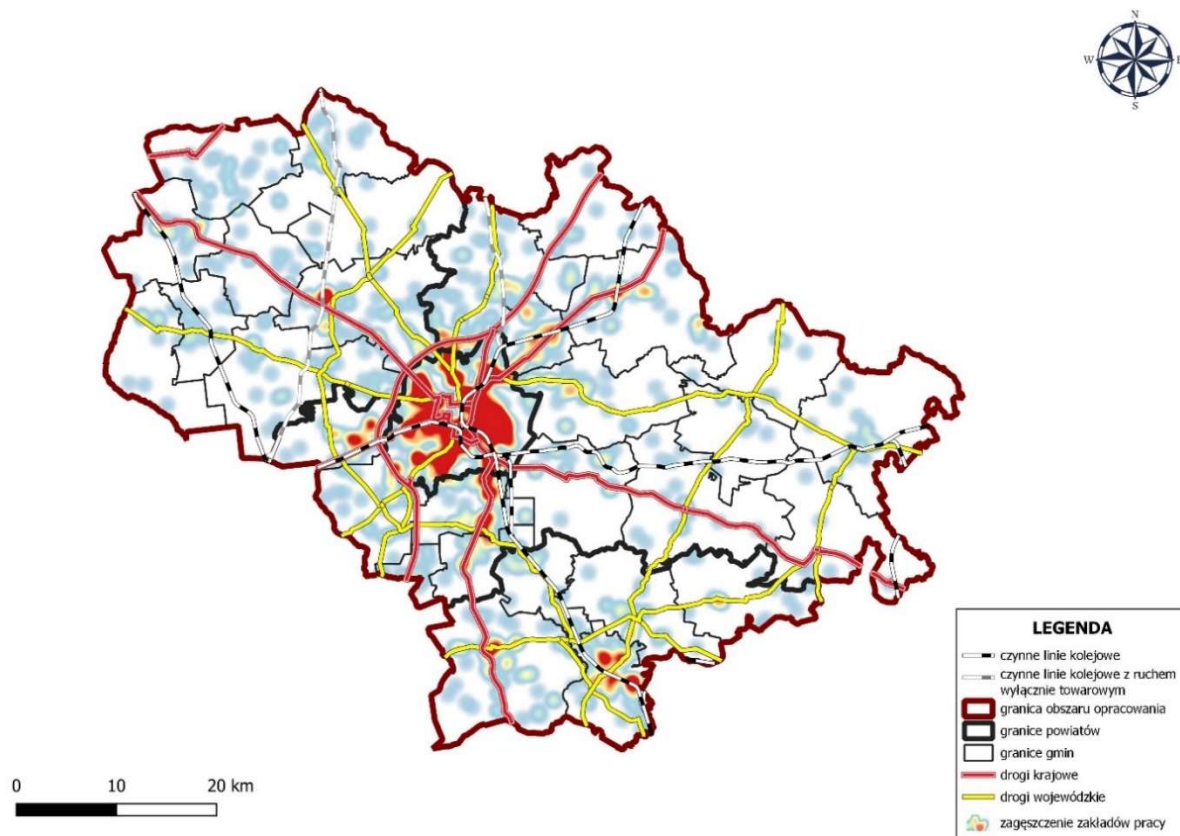 N
W E
S
LEGENDA
czynne linie kolejowe
czynne linie kolejowe z ruchem
wyłącznie towarowym
granica obszaru opracowania
granice powiatów
granice gmin
drogi krajowe
drogi wojewódzkie
zagęszczenie zakładów pracy
0 10 20 km